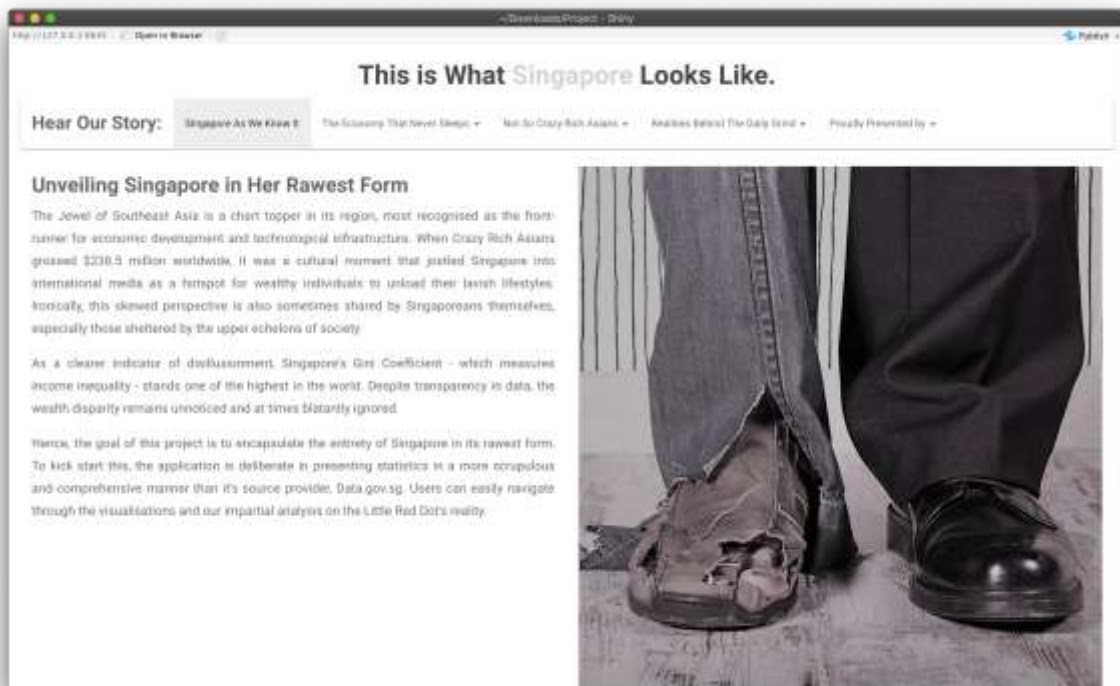 ~/Downloads/Project - Shiny
Open in Browser
Publish
This is What Singapore Looks Like.
Hear Our Story:
Singapore As We Know It
The Economy That Never Sleeps
Not So Crazy Rich Asians
Realities Behind The Daily Grind
Proudly Presented by
Unveiling Singapore in Her Rawest Form
The Jewel of Southeast Asia is a chart topper in its region, most recognised as the front-
runner for economic development and technological infrastructure. When Crazy Rich Asians
grossed $238.5 million worldwide, it was a cultural moment that jostled Singapore into
international media as a hotspot for wealthy individuals to unload their lavish lifestyles.
Ironically, this skewed perspective is also sometimes shared by Singaporeans themselves,
especially those sheltered by the upper echelons of society.
As a clearer indicator of disillusionment, Singapore's Gini Coefficient - which measures
income inequality - stands one of the highest in the world. Despite transparency in data, the
wealth disparity remains unnoticed and at times blatantly ignored.
Hence, the goal of this project is to encapsulate the entirety of Singapore in its rawest form.
To kick start this, the application is deliberate in presenting statistics in a more scrupulous
and comprehensive manner than it's source provider, Data.gov.sg. Users can easily navigate
through the visualisations and our impartial analysis on the Little Red Dot's reality.